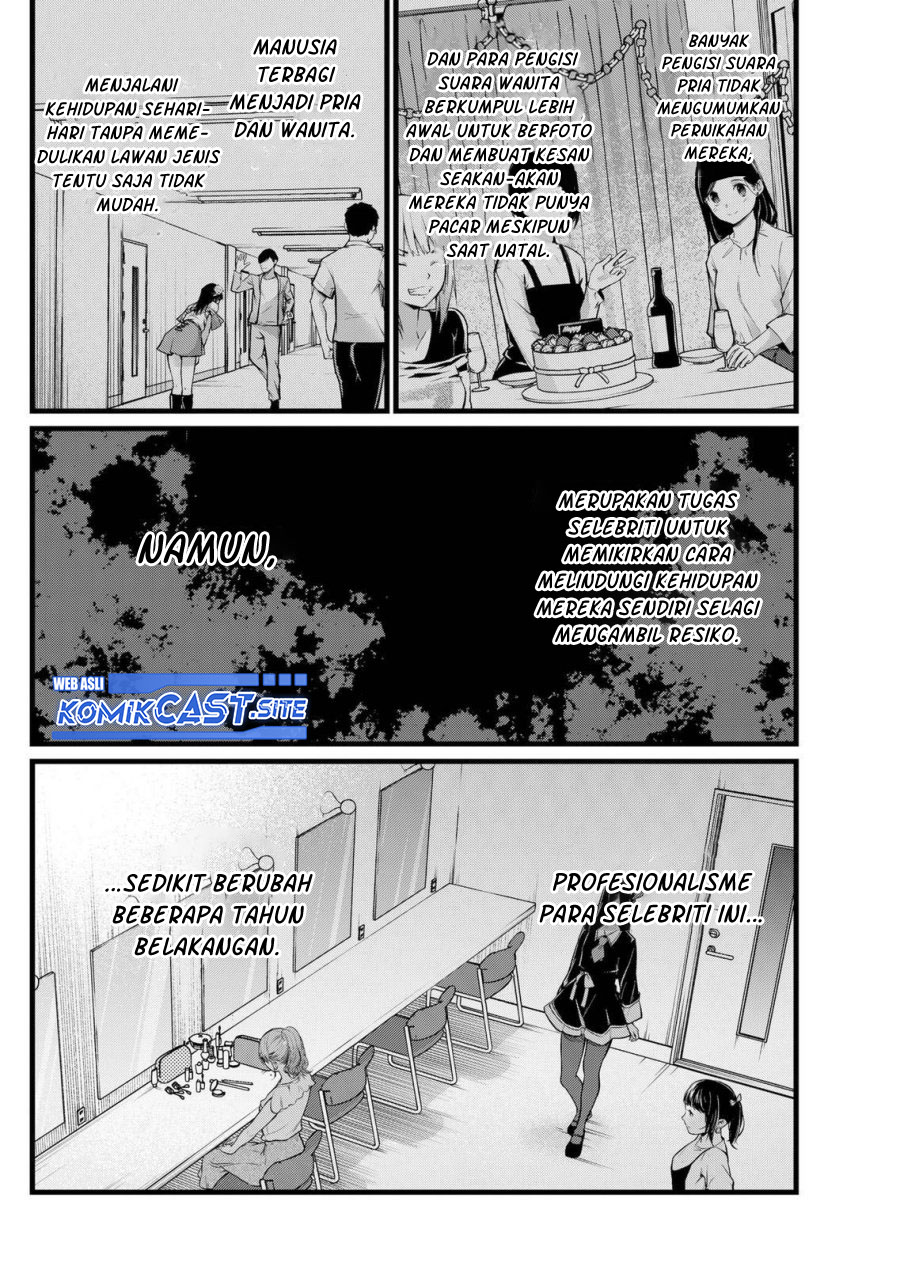 BANYAK
PENGISI SUARA
PRIA TIDAK
MENGUMUMKAN
PERNIKAHAN
MEREKA;
DAN PARA PENGISI
SUARA WANITA
BERKUMPUL LEBIH
AWAL UNTUK BERFOTO
DAN MEMBUAT KESAN
SEAKAN-AKAN
MEREKA TIDAK PUNYA
PACAR MESKIPUN
SAAT NATAL.
Happy
MANUSIA
TERBAGI
MENJADI PRIA
DAN WANITA.
MENJALANI
KEHIDUPAN SEHARI-
HARI TANPA MEME-
DULIKAN LAWAN JENIS
TENTU SAJA TIDAK
MUDAH.
MERUPAKAN TUGAS
SELEBRITI UNTUK
MEMIKIRKAN CARA
MELINDUNGI KEHIDUPAN
MEREKA SENDIRI SELAGI
MENGAMBIL RESIKO.
NAMUN,
WEB ASLI
KOMIKCAST.SITE
PROFESIONALISME
PARA SELEBRITI INI...
...SEDIKIT BERUBAH
BEBERAPA TAHUN
BELAKANGAN.